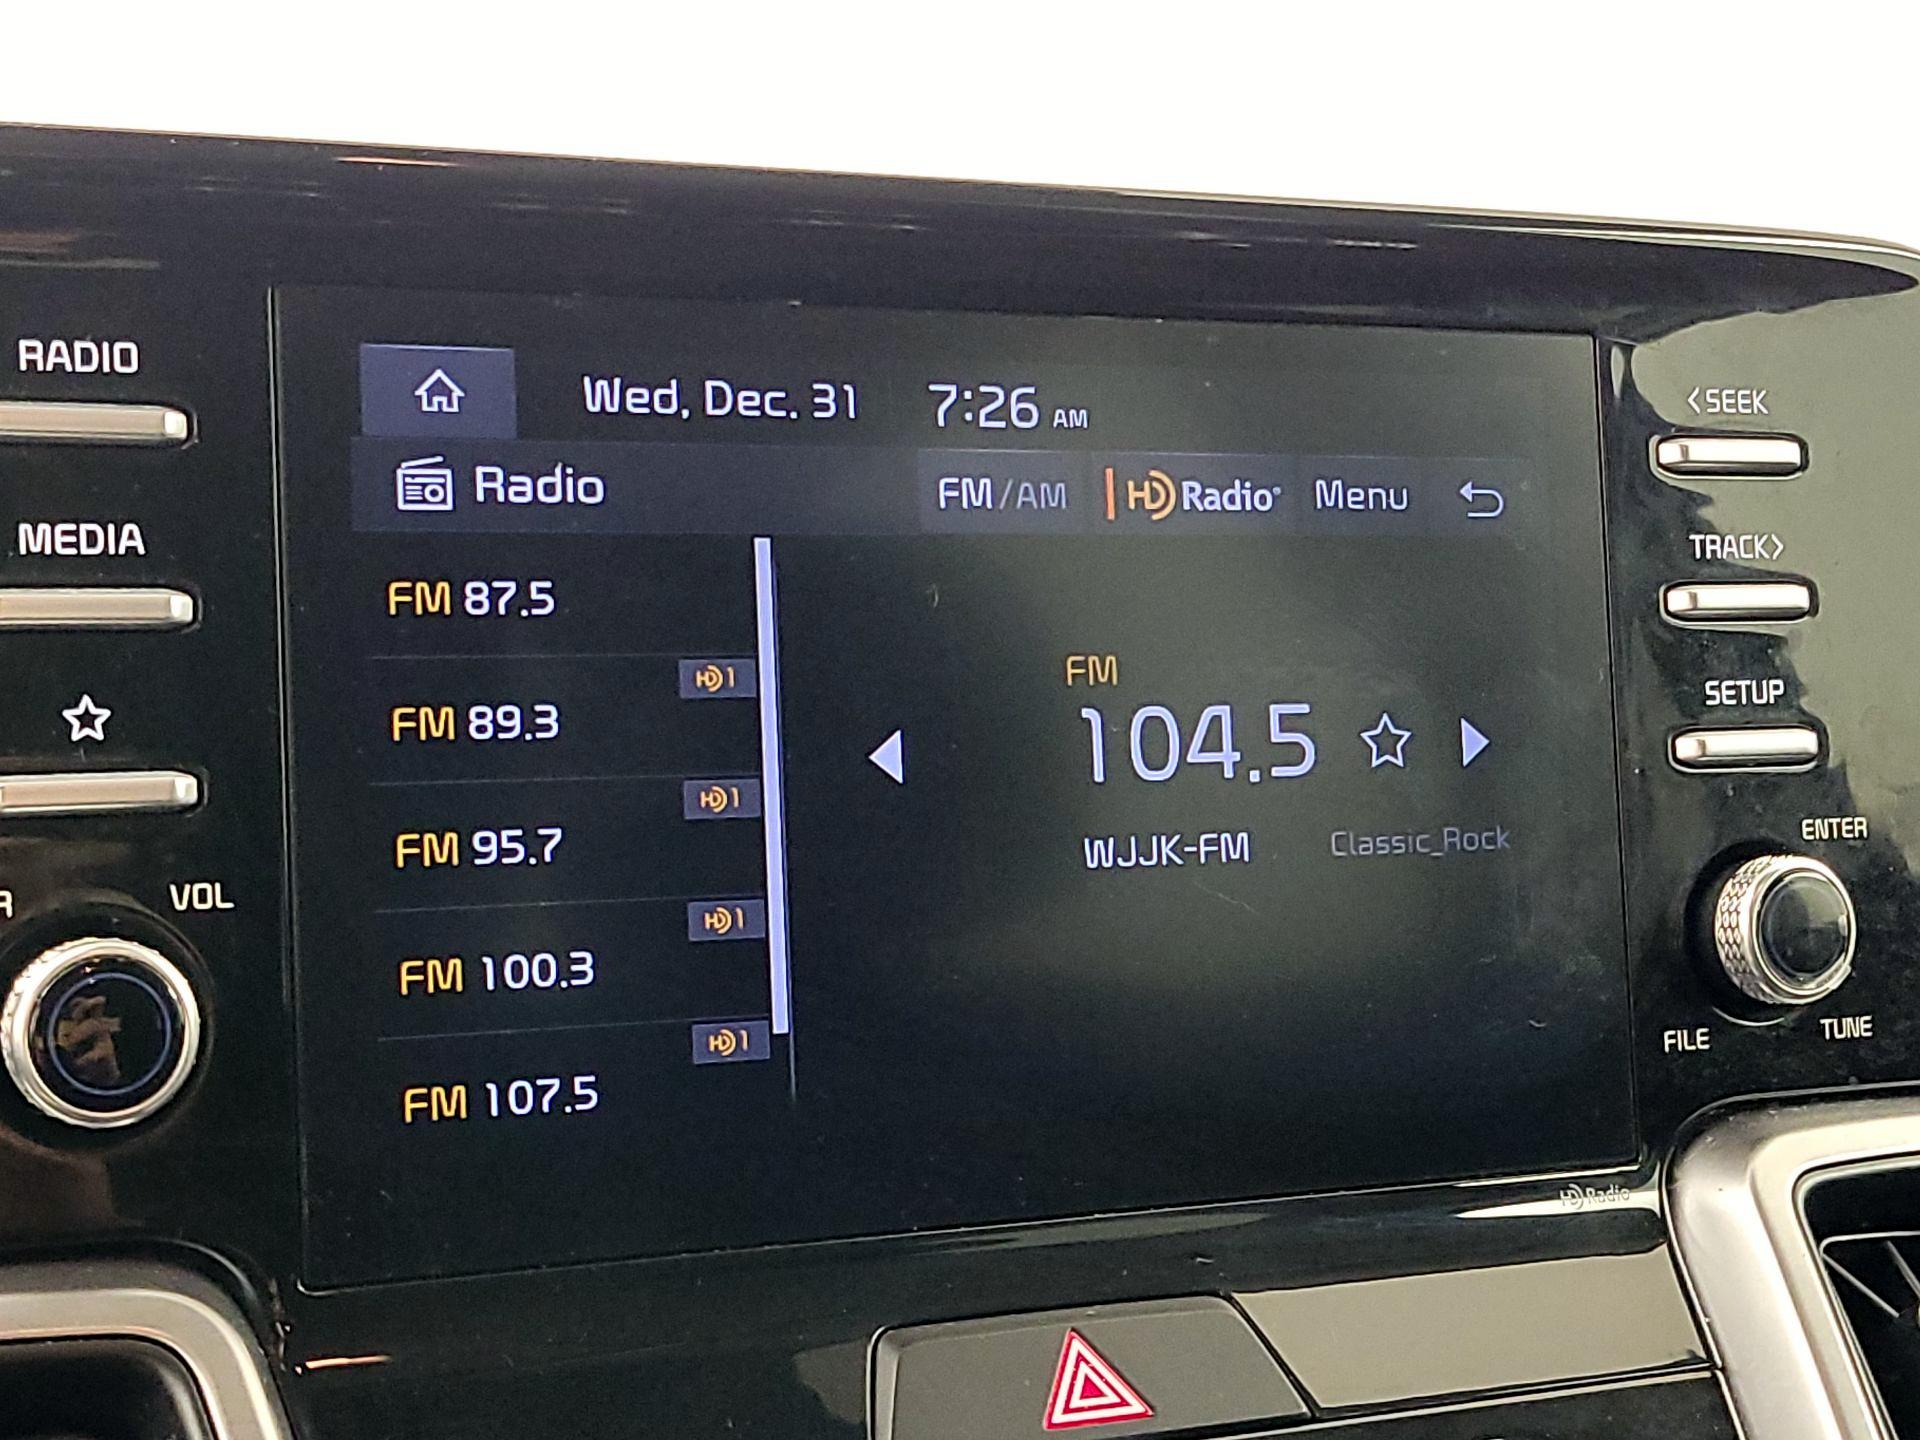 RADIO
MEDIA
VOL
Wed, Dec. 31 7:26 AM
Radio
FM/AM HD Radio® Menu
FM 87.5
HD1
FM 89.3
HD1
FM 95.7
HD1
FM 100.3
HD1
FM 107.5
FM
104.5
WJJK-FM Classic_Rock
<SEEK
TRACK>
SETUP
ENTER
FILE TUNE
HD Radio